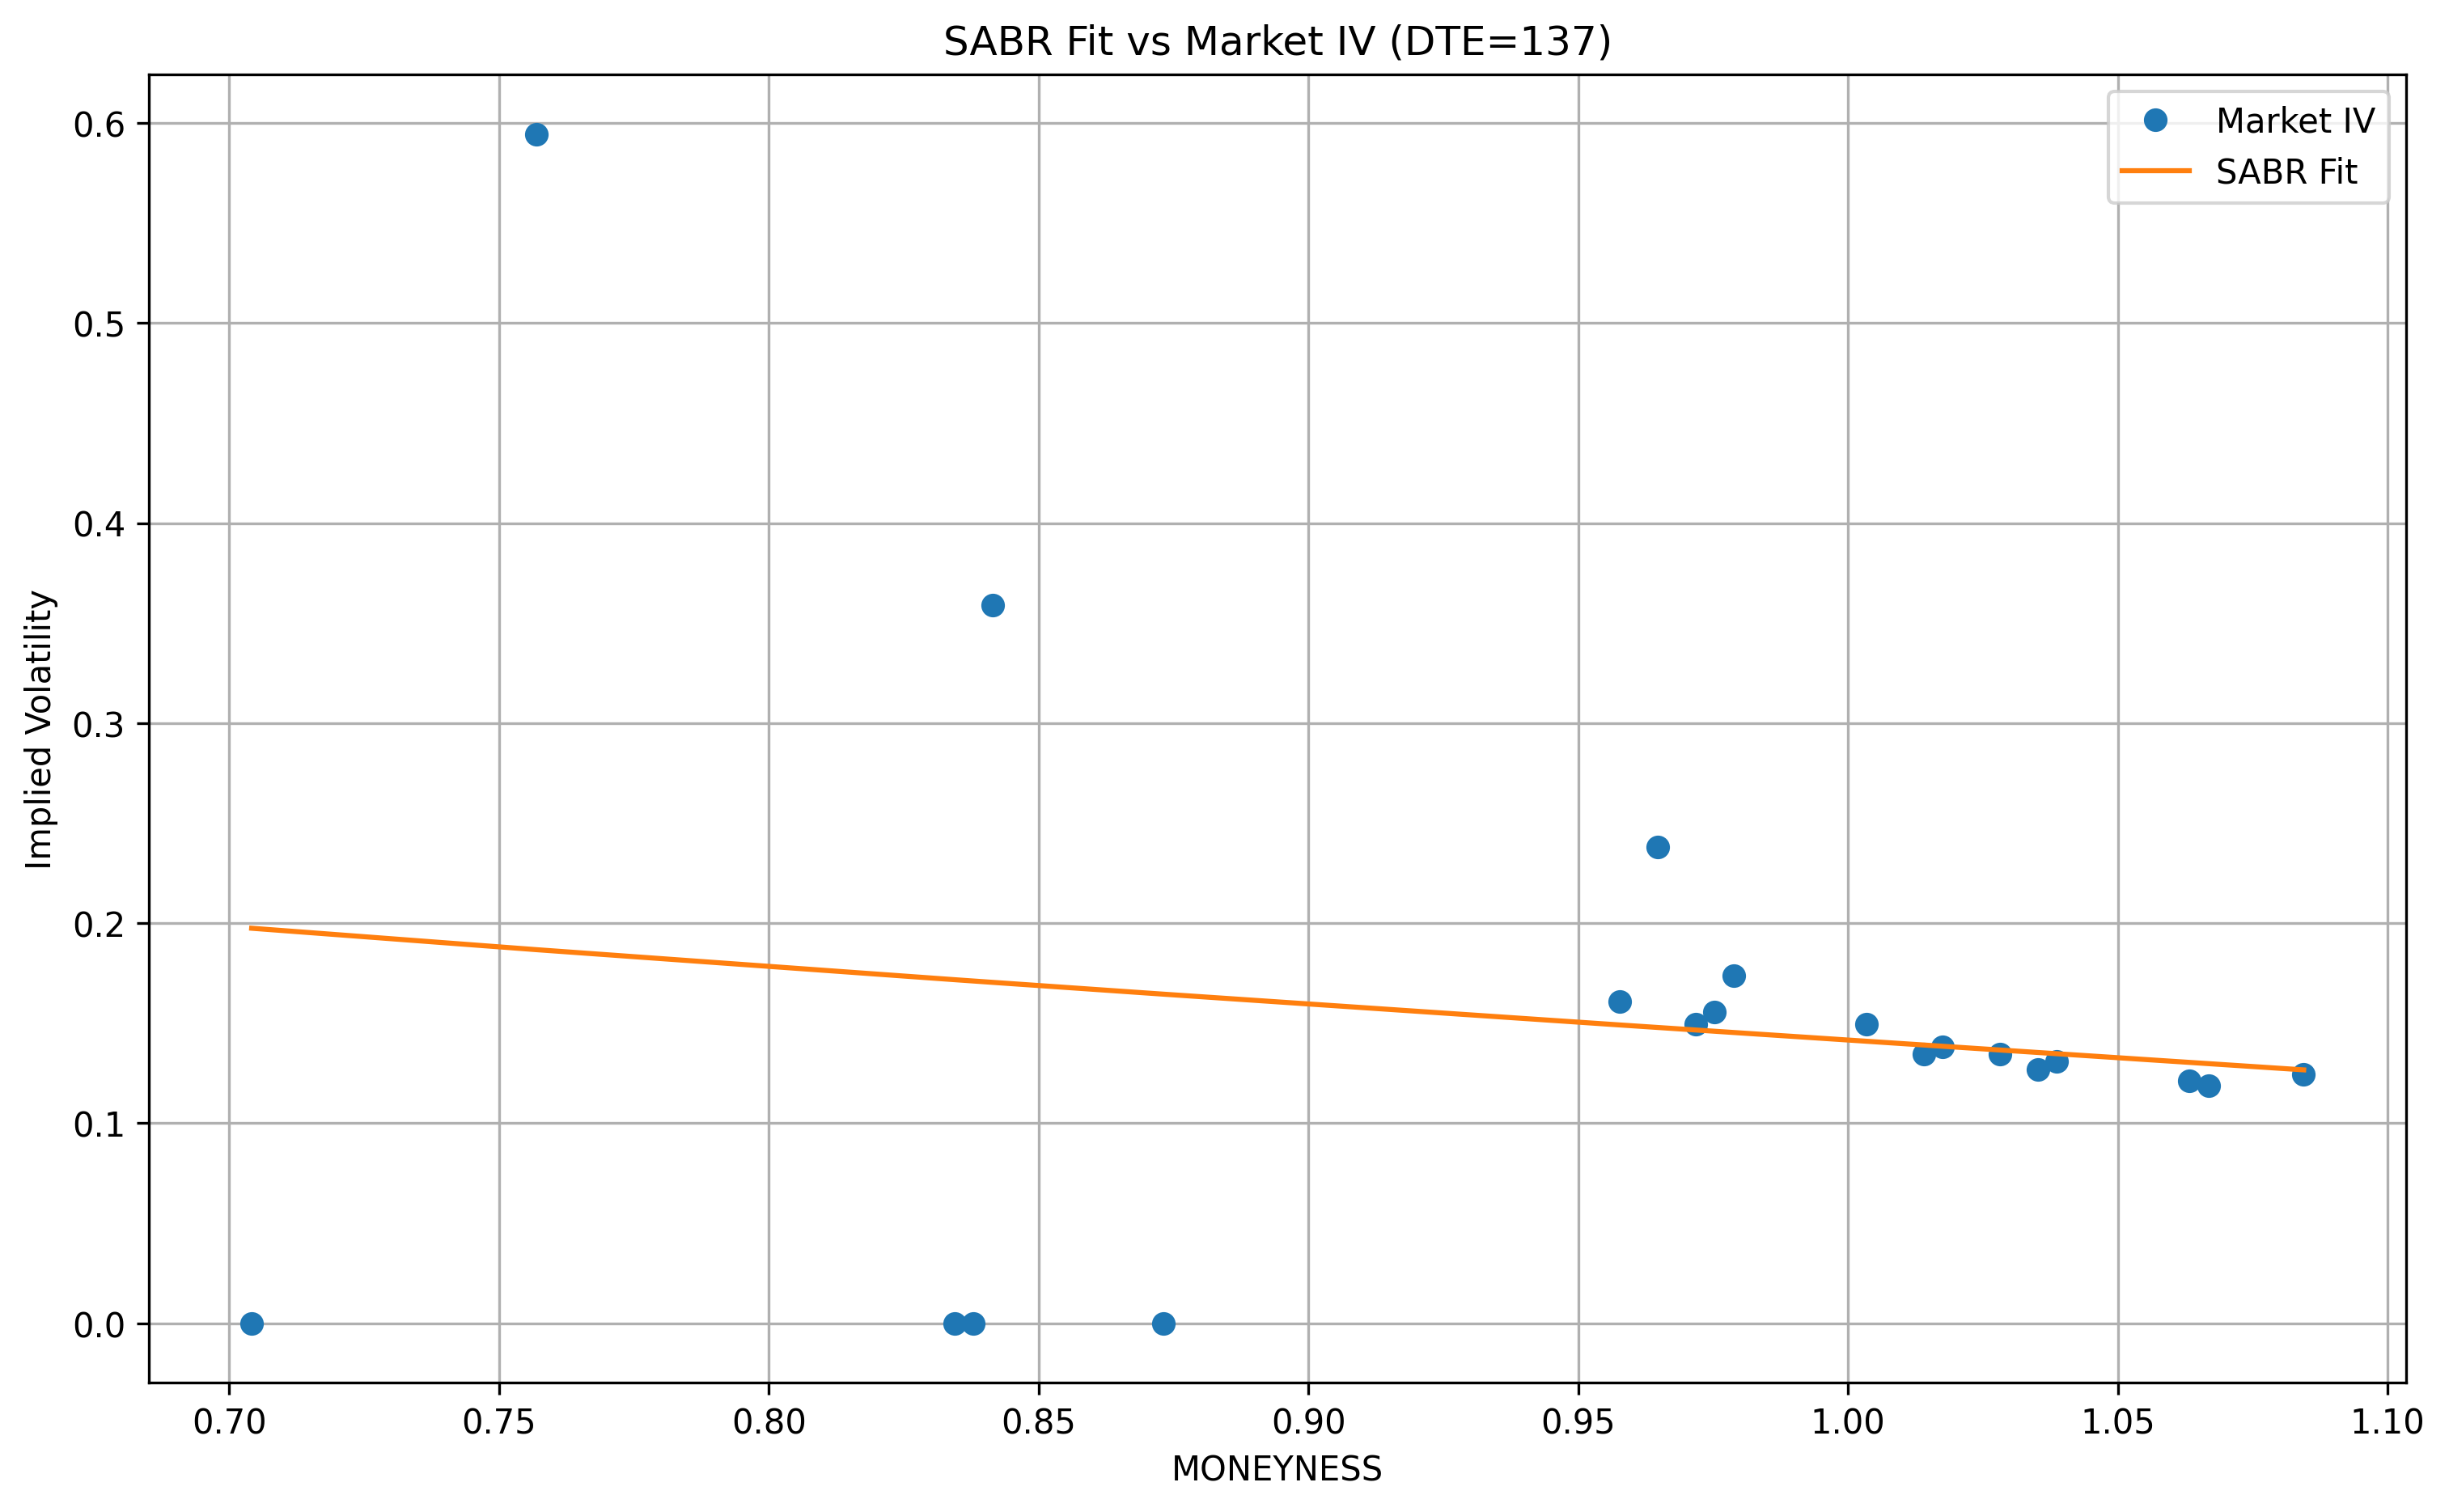 SABR Fit vs Market IV (DTE=137)
Market IV
SABR Fit
Implied Volatility
0.6
0.5
0.4
0.3
0.2
0.1
0.0
0.70 0.75 0.80 0.85 0.90 0.95 1.00 1.05 1.10
MONEYNESS